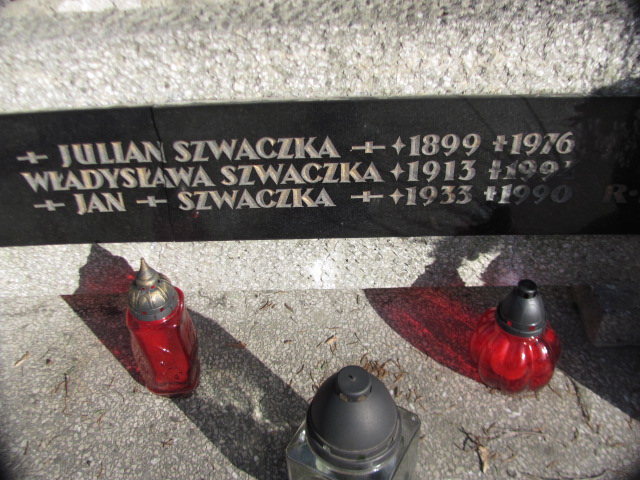 JULIAN SZWACZKA 1899 1976
WŁADYSŁAWA SZWACZKA 1913
JAN SZWACZKA 1933 1990